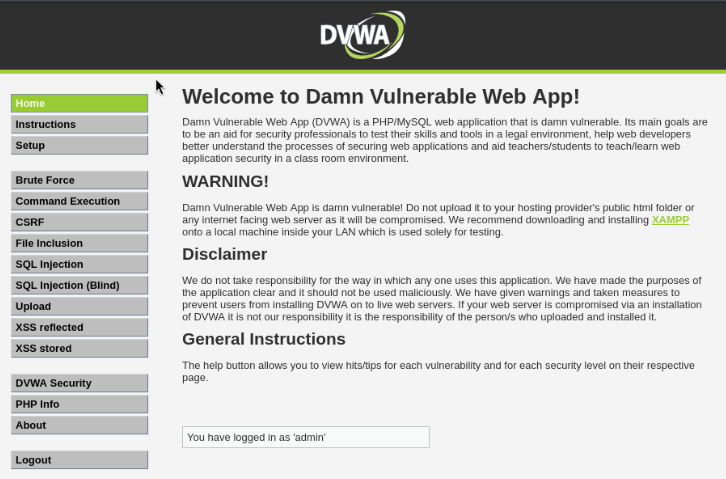 DVWA
Home
Instructions
Setup
Brute Force
Command Execution
CSRF
File Inclusion
SQL Injection
SQL Injection (Blind)
Upload
XSS reflected
XSS stored
DVWA Security
PHP Info
About
Logout
Welcome to Damn Vulnerable Web App!
Damn Vulnerable Web App (DVWA) is a PHP/MySQL web application that is damn vulnerable. Its main goals are
to be an aid for security professionals to test their skills and tools in a legal environment, help web developers
better understand the processes of securing web applications and aid teachers/students to teach/learn web
application security in a class room environment.
WARNING!
Damn Vulnerable Web App is damn vulnerable! Do not upload it to your hosting provider's public html folder or
any internet facing web server as it will be compromised. We recommend downloading and installing XAMPP
onto a local machine inside your LAN which is used solely for testing.
Disclaimer
We do not take responsibility for the way in which any one uses this application. We have made the purposes of
the application clear and it should not be used maliciously. We have given warnings and taken measures to
prevent users from installing DVWA on to live web servers. If your web server is compromised via an installation
of DVWA it is not our responsibility it is the responsibility of the person/s who uploaded and installed it.
General Instructions
The help button allows you to view hits/tips for each vulnerability and for each security level on their respective
page.
You have logged in as 'admin'